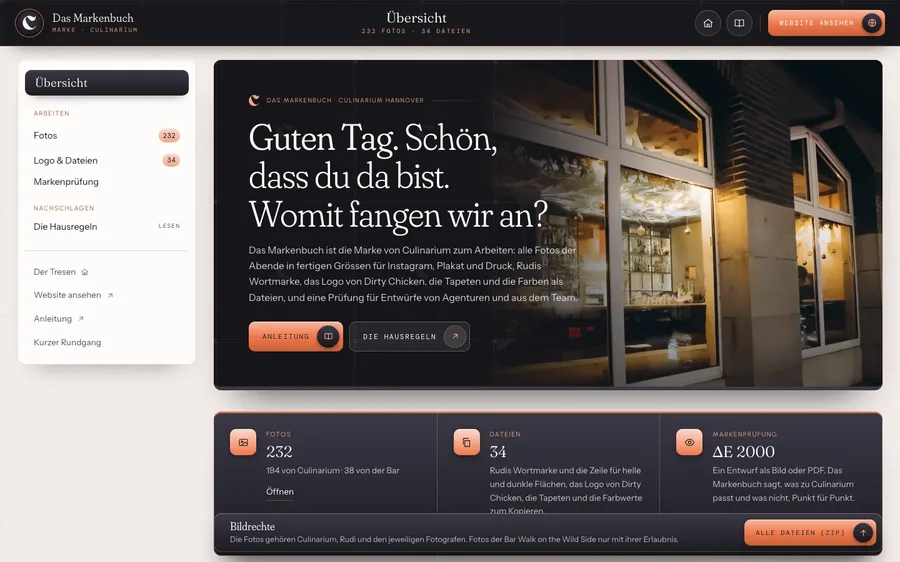 Das Markenbuch
MARKE · CULINARIUM
Übersicht
232 FOTOS · 34 DATEIEN
WEBSITE ANSEHEN
Übersicht
ARBEITEN
Fotos 232
Logo & Dateien 34
Markenprüfung
NACHSCHLAGEN
Die Hausregeln LESEN
Der Tresen
Website ansehen
Anleitung
Kurzer Rundgang
DAS MARKENBUCH · CULINARIUM HANNOVER
Guten Tag. Schön,
dass du da bist.
Womit fangen wir an?
Das Markenbuch ist die Marke von Culinarium zum Arbeiten: alle Fotos der
Abende in fertigen Grössen für Instagram, Plakat und Druck, Rudis
Wortmarke, das Logo von Dirty Chicken, die Tapeten und die Farben als
Dateien, und eine Prüfung für Entwürfe von Agenturen und aus dem Team.
ANLEITUNG
DIE HAUSREGELN
FOTOS
232
194 von Culinarium · 38 von der Bar
Öffnen
DATEIEN
34
Rudis Wortmarke und die Zeile für helle
und dunkle Flächen, das Logo von Dirty
Chicken, die Tapeten und die Farbwerte
zum Kopieren.
MARKENPRÜFUNG
ΔE 2000
Ein Entwurf als Bild oder PDF. Das
Markenbuch sagt, was zu Culinarium
passt und was nicht, Punkt für Punkt.
Bildrechte
Die Fotos gehören Culinarium, Rudi und den jeweiligen Fotografen. Fotos der Bar Walk on the Wild Side nur mit ihrer Erlaubnis.
ALLE DATEIEN (ZIP)